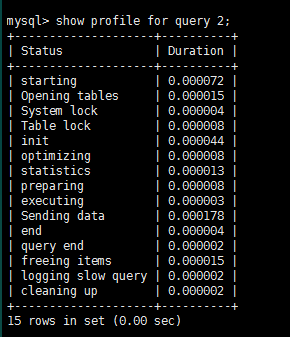 mysql> show profile for query 2;
+--------------------+----------+
| Status             | Duration |
+--------------------+----------+
| starting           | 0.000072 |
| Opening tables     | 0.000015 |
| System lock        | 0.000004 |
| Table lock         | 0.000008 |
| init               | 0.000044 |
| optimizing         | 0.000008 |
| statistics         | 0.000013 |
| preparing          | 0.000008 |
| executing          | 0.000003 |
| Sending data       | 0.000178 |
| end                | 0.000004 |
| query end          | 0.000002 |
| freeing items      | 0.000015 |
| logging slow query | 0.000002 |
| cleaning up        | 0.000002 |
+--------------------+----------+
15 rows in set (0.00 sec)